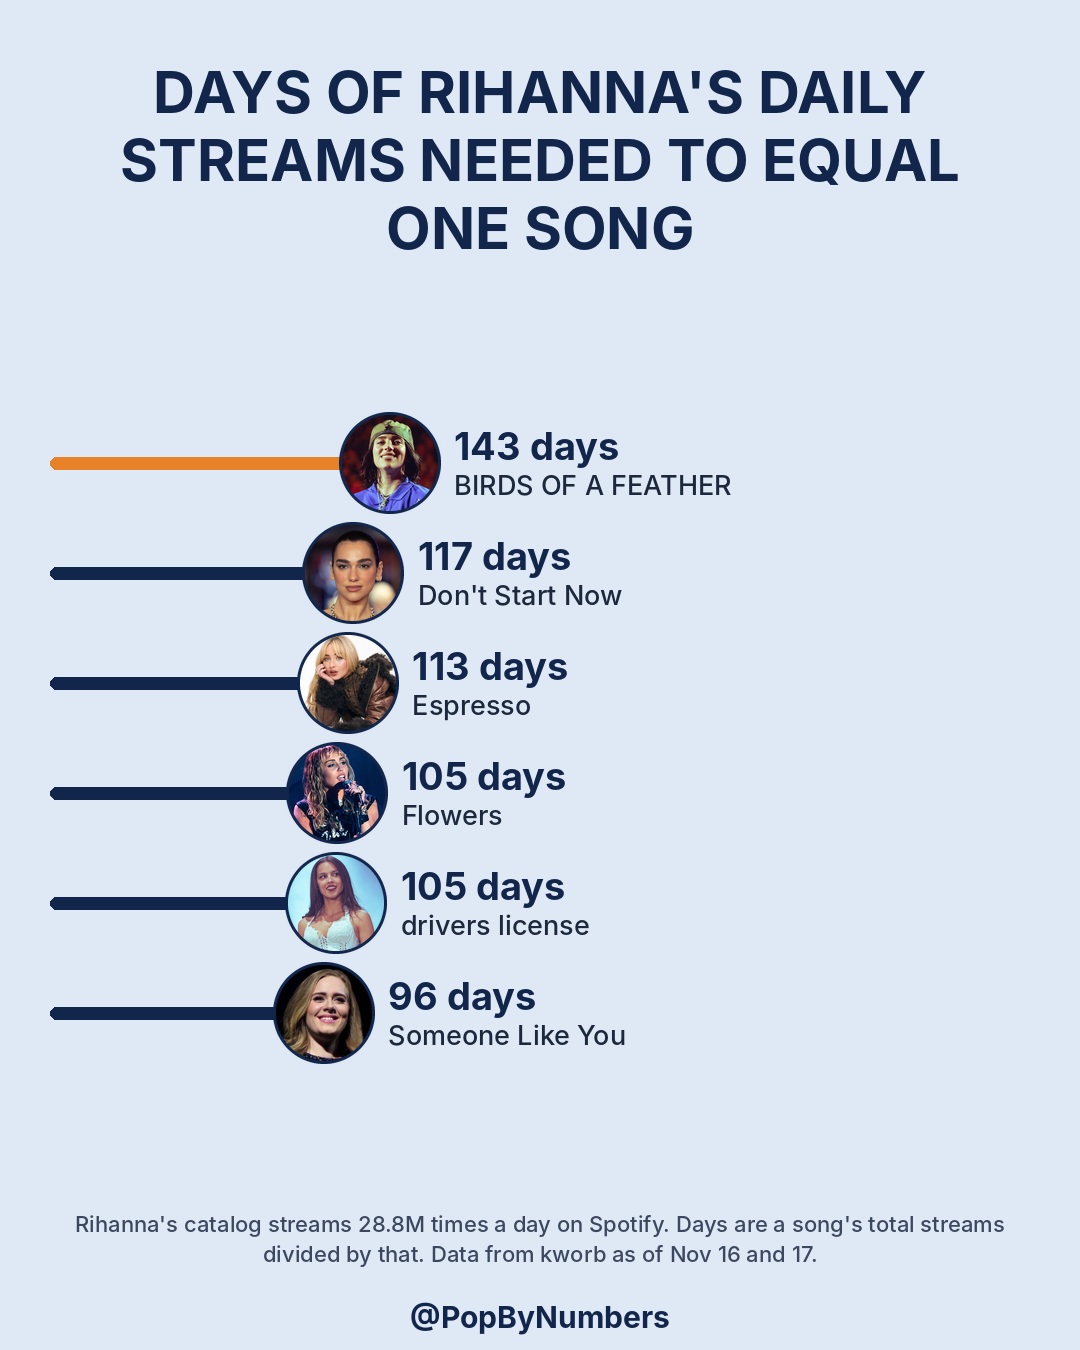 DAYS OF RIHANNA'S DAILY
STREAMS NEEDED TO EQUAL
ONE SONG
143 days
BIRDS OF A FEATHER
117 days
Don't Start Now
113 days
Espresso
105 days
Flowers
105 days
drivers license
96 days
Someone Like You
Rihanna's catalog streams 28.8M times a day on Spotify. Days are a song's total streams
divided by that. Data from kworb as of Nov 16 and 17.
@PopByNumbers